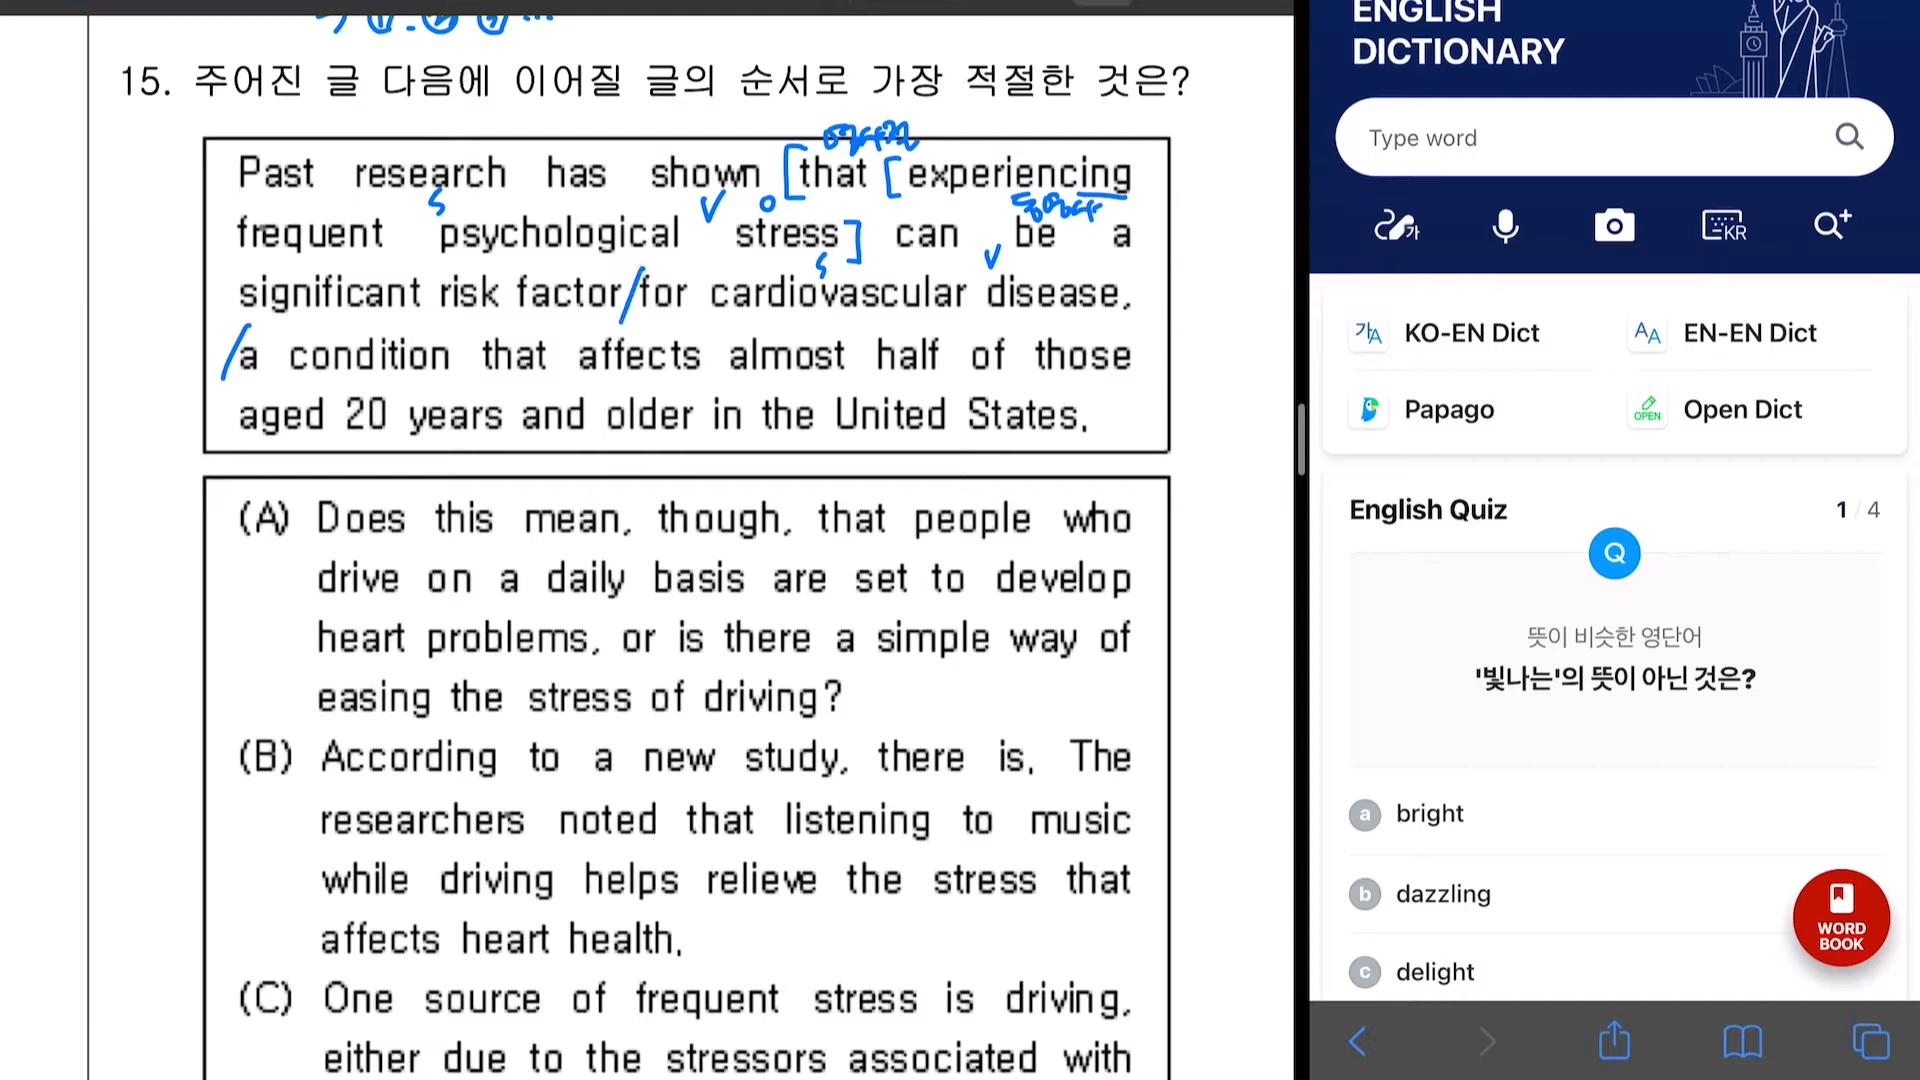 15. 주어진 글 다음에 이어질 글의 순서로 가장 적절한 것은?
Past research has shown that experiencing
frequent psychological stress can be a
significant risk factor for cardiovascular disease,
a condition that affects almost half of those
aged 20 years and older in the United States.
(A) Does this mean, though, that people who
drive on a daily basis are set to develop
heart problems, or is there a simple way of
easing the stress of driving?
(B) According to a new study, there is. The
researchers noted that listening to music
while driving helps relieve the stress that
affects heart health.
(C) One source of frequent stress is driving,
either due to the stressors associated with
ENGLISH
DICTIONARY
Type word
가
KR
가A KO-EN Dict
AA EN-EN Dict
Papago
OPEN Open Dict
English Quiz
1 / 4
Q
뜻이 비슷한 영단어
'빛나는'의 뜻이 아닌 것은?
a bright
b dazzling
c delight
WORD
BOOK